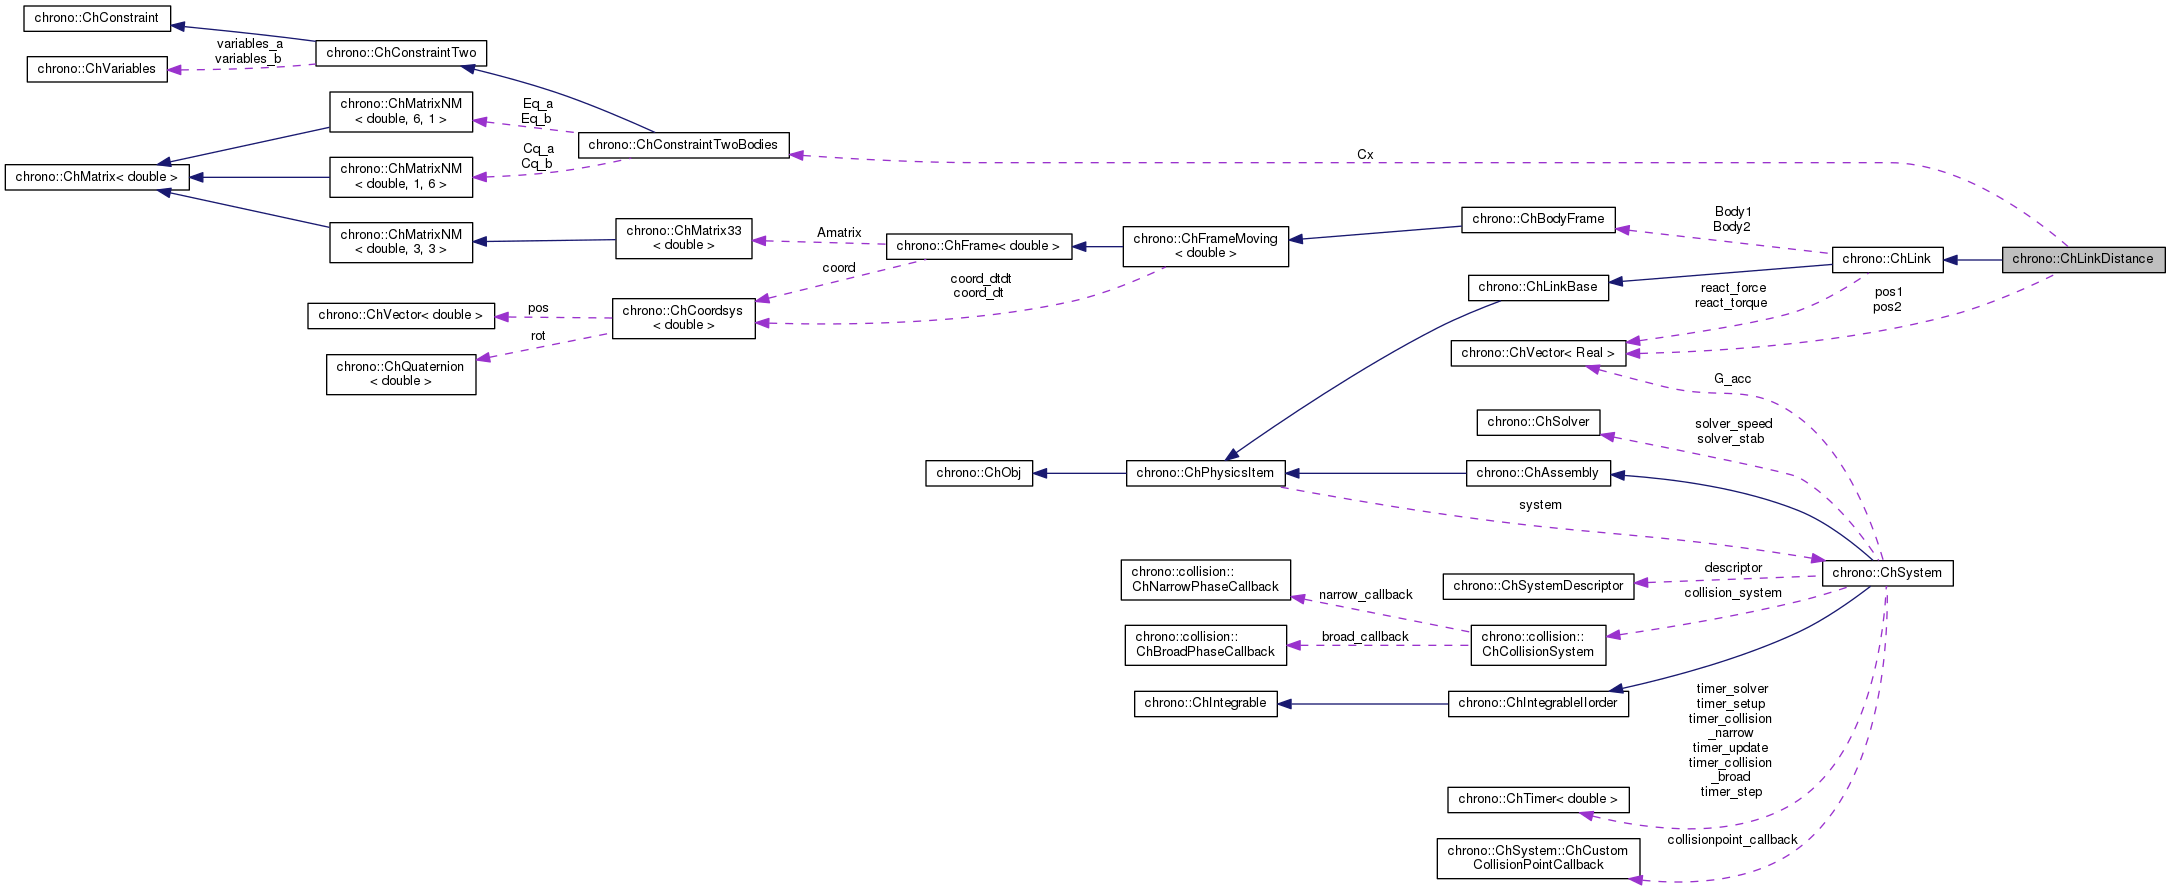 chrono::ChConstraint
variables_a
variables_b
chrono::ChConstraintTwo
chrono::ChVariables
chrono::ChMatrixNM
< double, 6, 1 >
Eq_a
Eq_b
chrono::ChConstraintTwoBodies
Cx
chrono::ChMatrix< double >
chrono::ChMatrixNM
< double, 1, 6 >
Cq_a
Cq_b
chrono::ChMatrixNM
< double, 3, 3 >
chrono::ChMatrix33
< double >
Amatrix
chrono::ChFrame< double >
chrono::ChFrameMoving
< double >
chrono::ChBodyFrame
Body1
Body2
chrono::ChLink
chrono::ChLinkDistance
coord
coord_dtdt
coord_dt
chrono::ChLinkBase
react_force
react_torque
pos1
pos2
chrono::ChVector< double >
pos
chrono::ChCoordsys
< double >
rot
chrono::ChQuaternion
< double >
chrono::ChVector< Real >
G_acc
chrono::ChSolver
solver_speed
solver_stab
chrono::ChObj
chrono::ChPhysicsItem
chrono::ChAssembly
system
chrono::ChSystem
chrono::collision::
ChNarrowPhaseCallback
narrow_callback
chrono::ChSystemDescriptor
descriptor
collision_system
chrono::collision::
ChBroadPhaseCallback
broad_callback
chrono::collision::
ChCollisionSystem
chrono::ChIntegrable
chrono::ChIntegrableIIorder
timer_solver
timer_setup
timer_collision
_narrow
timer_update
timer_collision
_broad
timer_step
chrono::ChTimer< double >
collisionpoint_callback
chrono::ChSystem::ChCustom
CollisionPointCallback